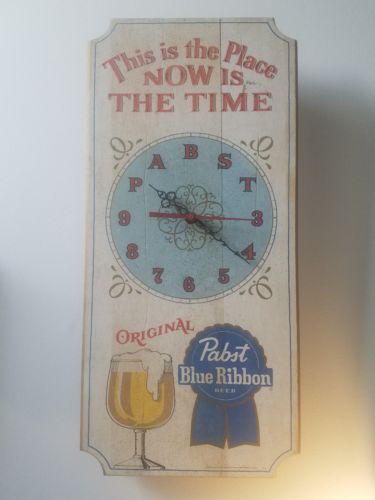 This is the Place
NOW IS
THE TIME
P A B S T
9 3
8 4
7 6 5
ORIGINAL
Pabst
Blue Ribbon
BEER